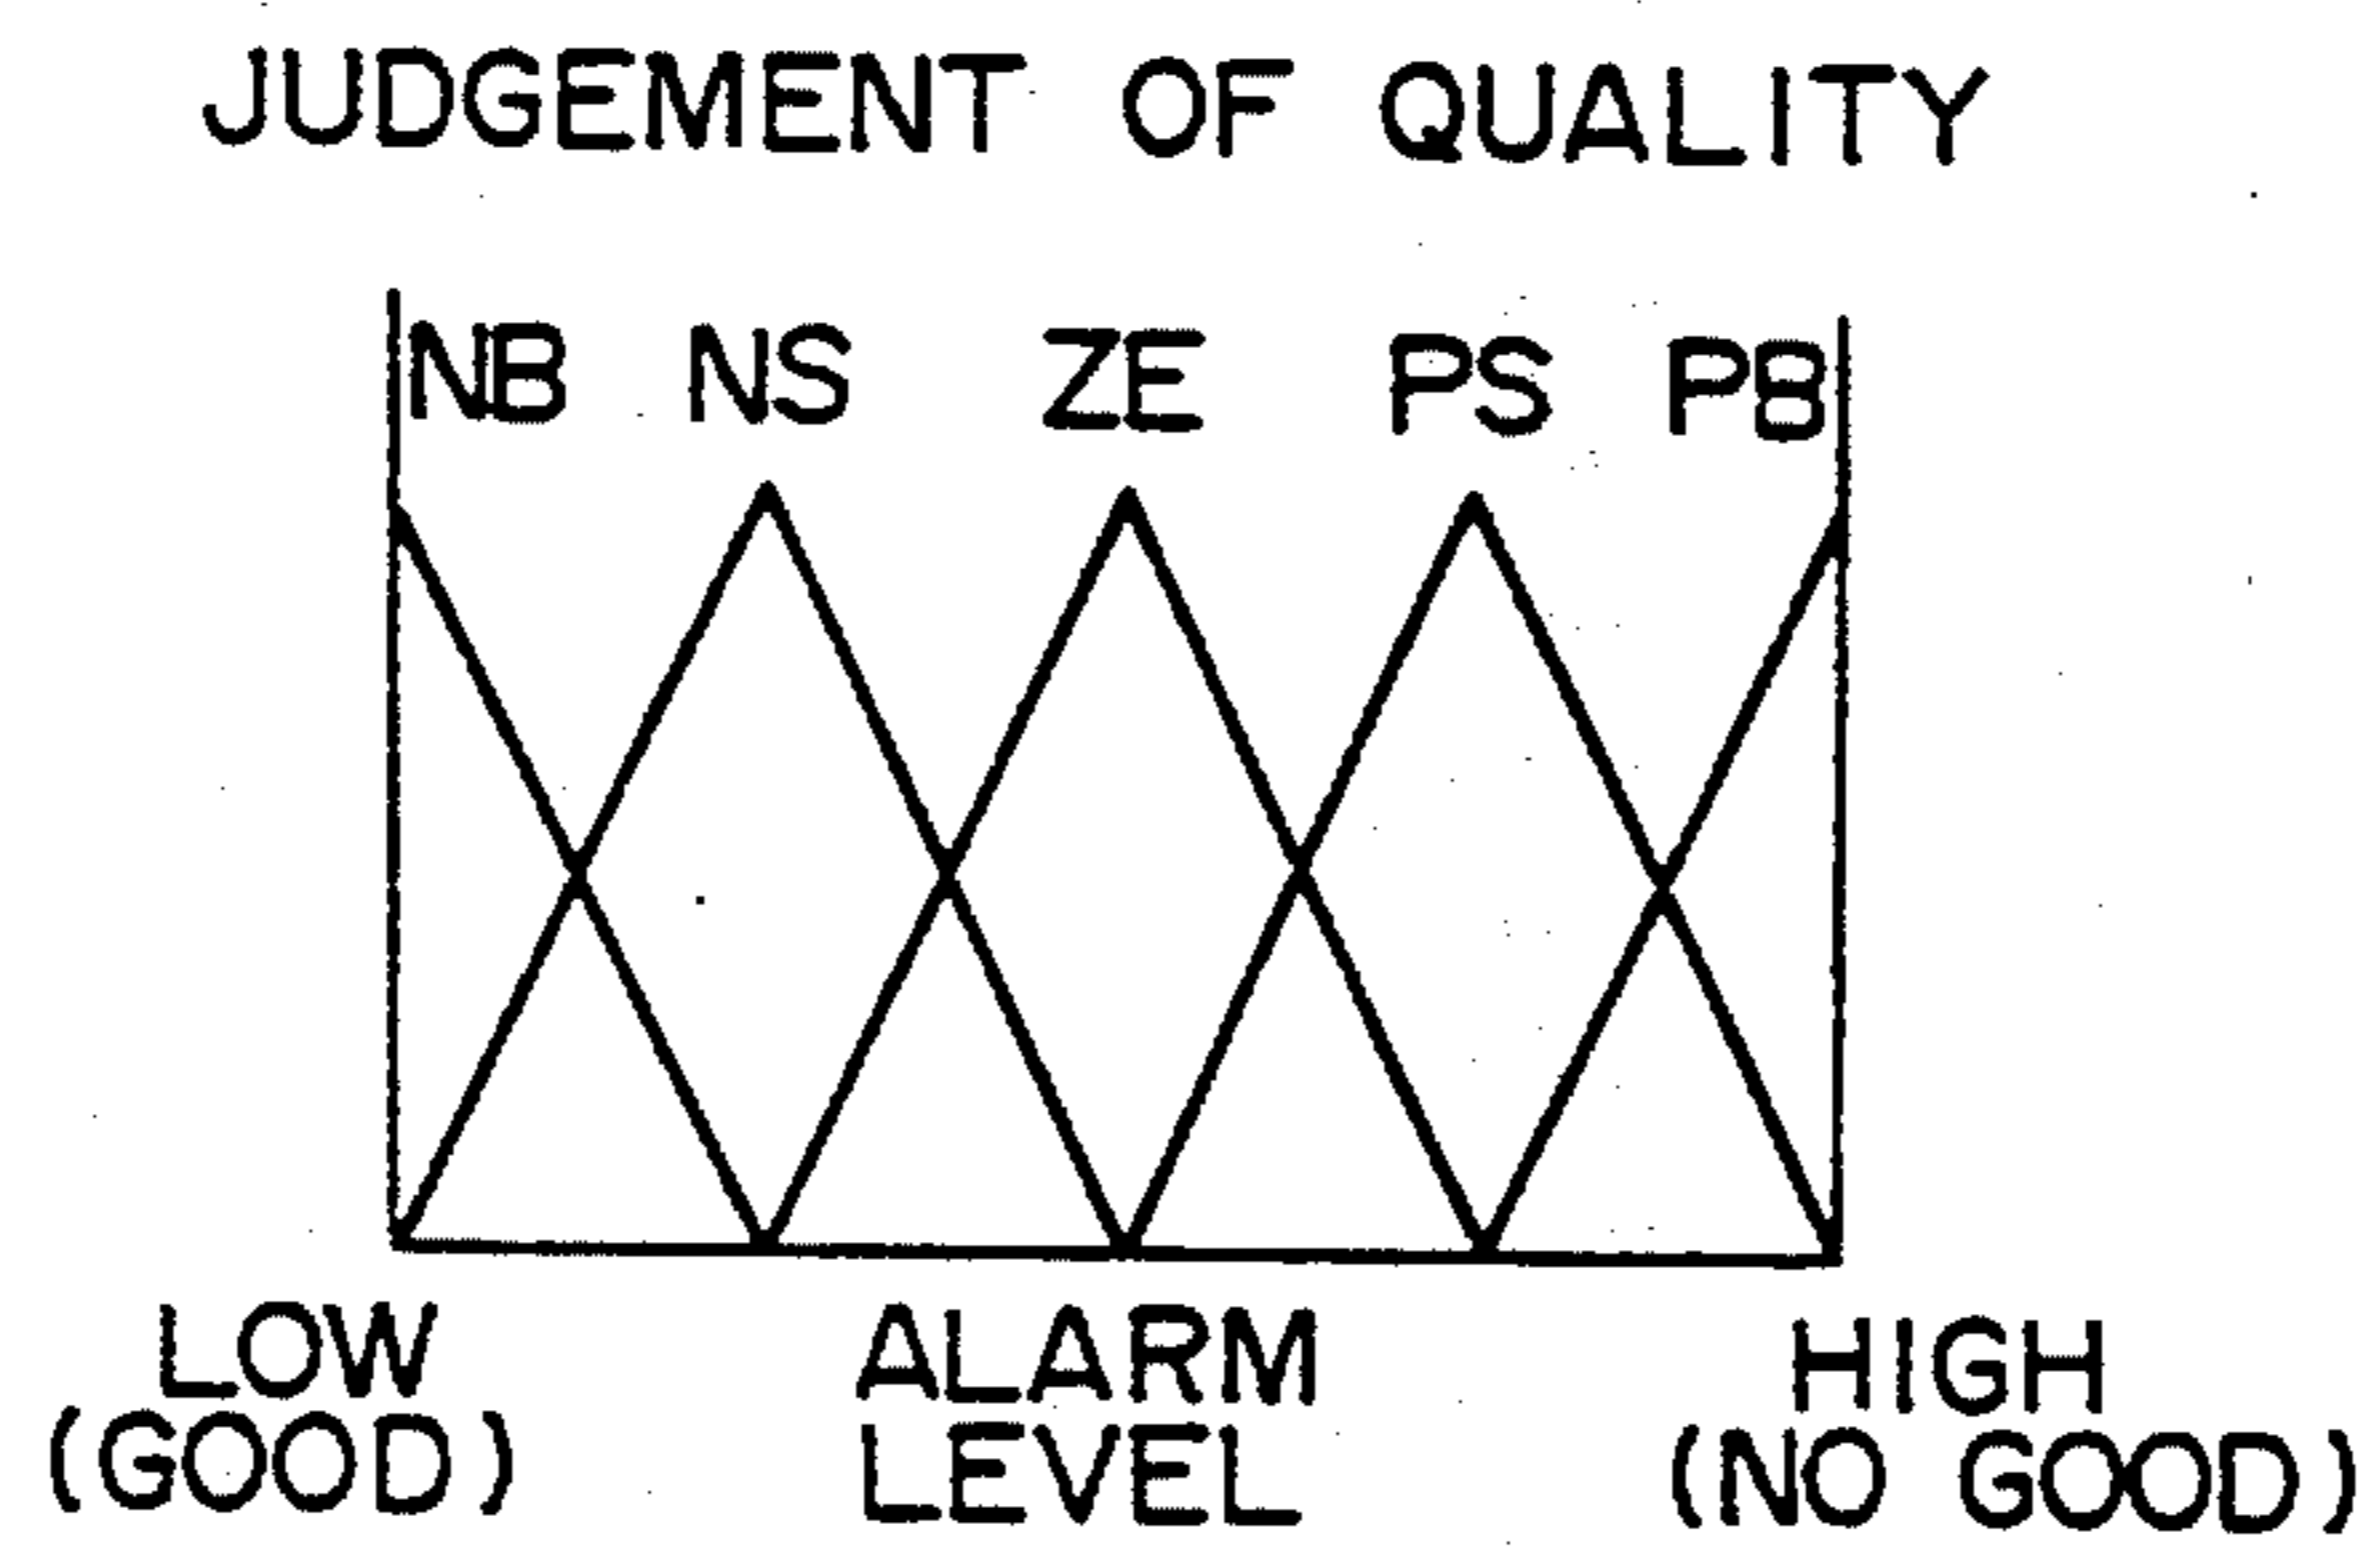 JUDGEMENT OF QUALITY
NB NS ZE PS PB
LOW ALARM HIGH
(GOOD) LEVEL (NO GOOD)